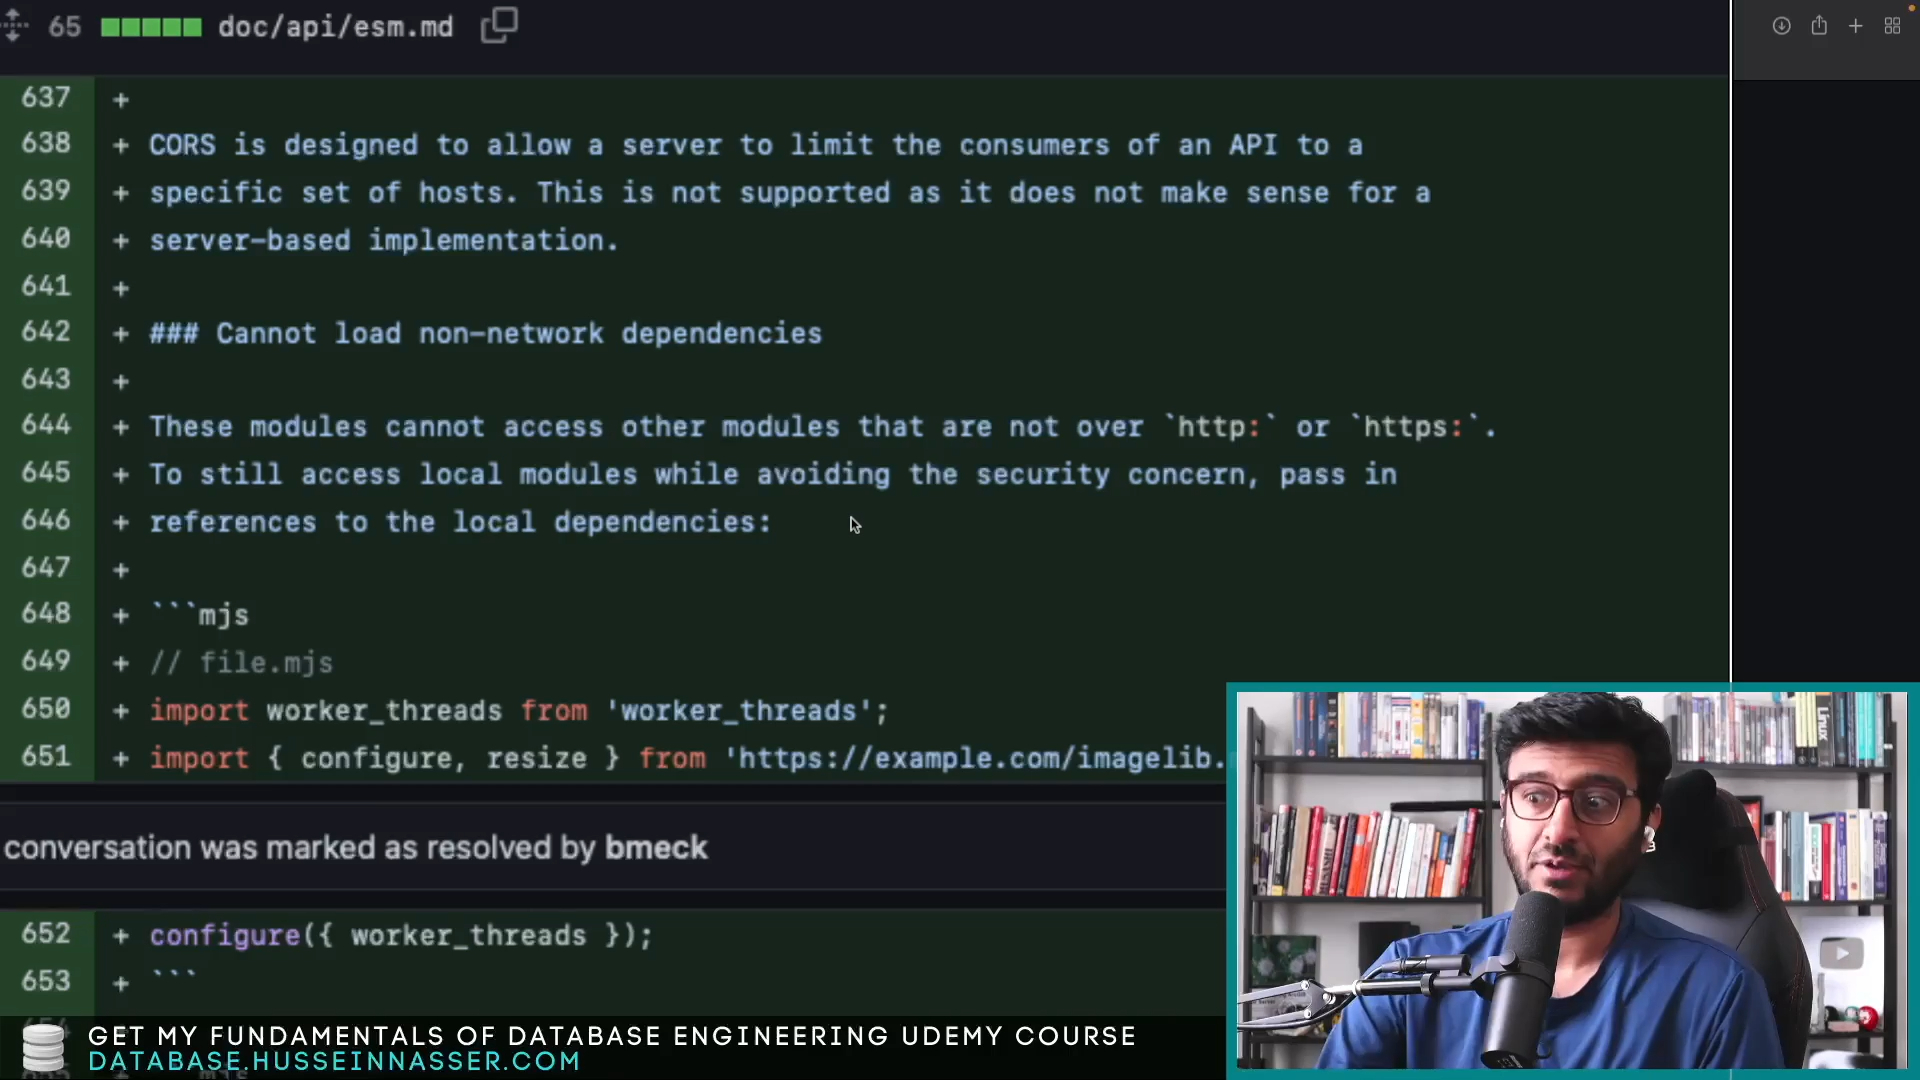 65 doc/api/esm.md
637 +
638 + CORS is designed to allow a server to limit the consumers of an API to a
639 + specific set of hosts. This is not supported as it does not make sense for a
640 + server-based implementation.
641 +
642 + ### Cannot load non-network dependencies
643 +
644 + These modules cannot access other modules that are not over `http:` or `https:`.
645 + To still access local modules while avoiding the security concern, pass in
646 + references to the local dependencies:
647 +
648 + ```mjs
649 + // file.mjs
650 + import worker_threads from 'worker_threads';
651 + import { configure, resize } from 'https://example.com/imagelib.
conversation was marked as resolved by bmeck
652 + configure({ worker_threads });
653 + ```
GET MY FUNDAMENTALS OF DATABASE ENGINEERING UDEMY COURSE
DATABASE.HUSSEINNASSER.COM
Linux